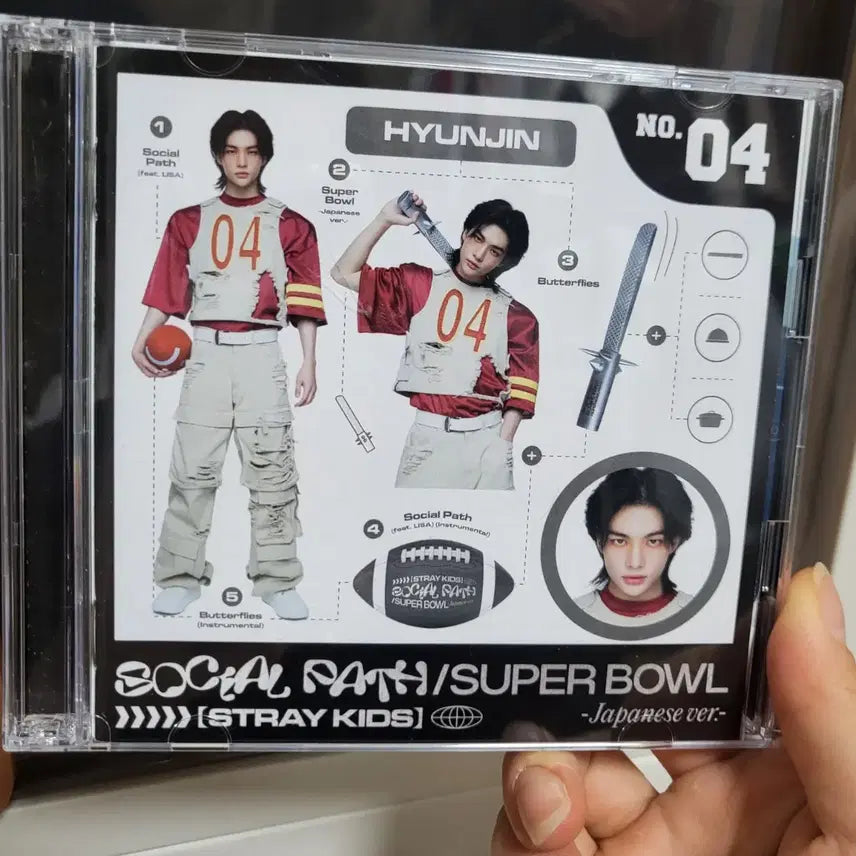 HYUNJIN
NO. 04
1
Social
Path
(feat. LiSA)
2
Super
Bowl
-Japanese
ver.-
3
Butterflies
04
04
4
Social Path
(feat. LiSA) (Instrumental)
[STRAY KIDS]
SOCIAL PATH
/SUPER BOWL -Japanese ver.-
5
Butterflies
(Instrumental)
SOCIAL PATH/SUPER BOWL
[STRAY KIDS]
-Japanese ver.-